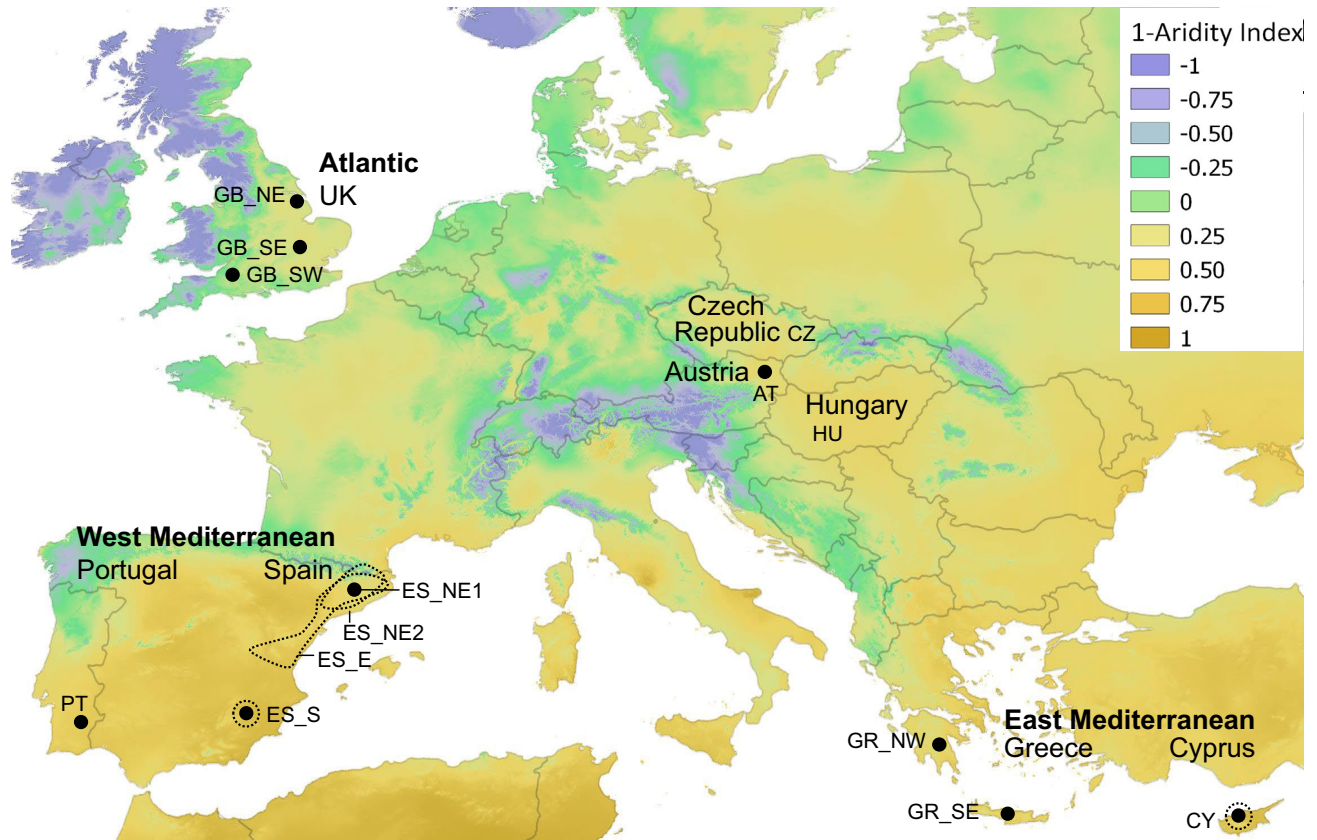 1-Aridity Index
-1
-0.75
-0.50
-0.25
0
0.25
0.50
0.75
1
Atlantic
UK
GB_NE
GB_SE
GB_SW
Czech
Republic CZ
Austria
AT
Hungary
HU
West Mediterranean
Portugal Spain
ES_NE1
ES_NE2
ES_E
PT
ES_S
East Mediterranean
Greece Cyprus
GR_NW
GR_SE
CY